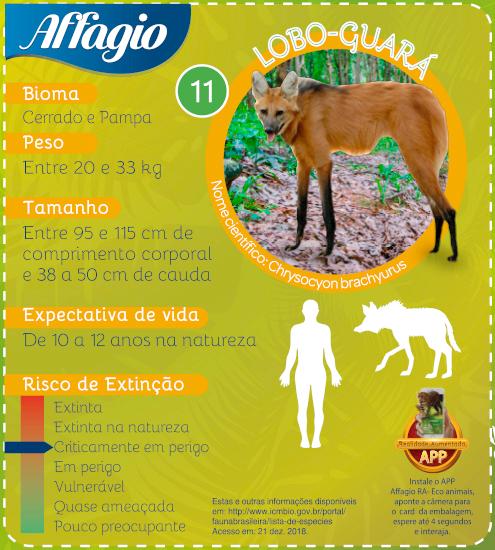 Affagio
LOBO-GUARÁ
11
Nome científico: Chrysocyon brachyurus
Bioma
Cerrado e Pampa
Peso
Entre 20 e 33 kg
Tamanho
Entre 95 e 115 cm de
comprimento corporal
e 38 a 50 cm de cauda
Expectativa de vida
De 10 a 12 anos na natureza
Risco de Extinção
Extinta
Extinta na natureza
Criticamente em perigo
Em perigo
Vulnerável
Quase ameaçada
Pouco preocupante
Estas e outras informações disponíveis
em: http://www.icmbio.gov.br/portal/
faunabrasileira/lista-de-especies
Acesso em: 21 dez. 2018.
Realidade Aumentada
APP
Instale o APP
Affagio RA- Eco animais,
aponte a câmera para
o card da embalagem,
espere até 4 segundos
e interaja.